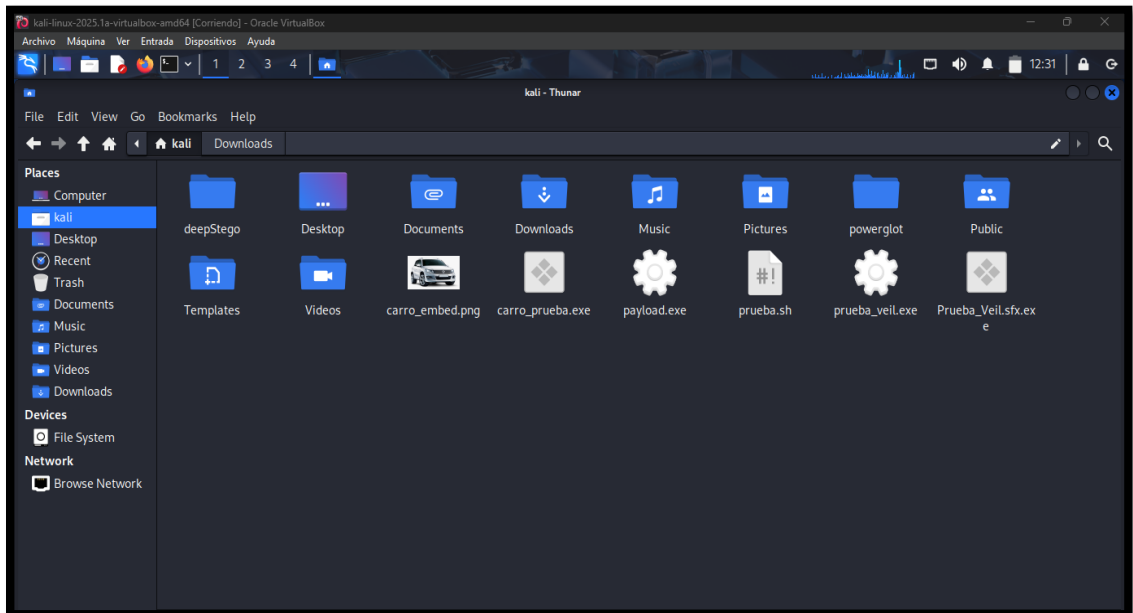 kali-linux-2025.1a-virtualbox-amd64 [Corriendo] - Oracle VirtualBox
Archivo Máquina Ver Entrada Dispositivos Ayuda
1 2 3 4 12:31
kali - Thunar
File Edit View Go Bookmarks Help
kali Downloads
Places
Computer
kali
Desktop
Recent
Trash
Documents
Music
Pictures
Videos
Downloads
Devices
File System
Network
Browse Network
deepStego Desktop Documents Downloads Music Pictures powerglot Public
Templates Videos carro_embed.png carro_prueba.exe payload.exe prueba.sh prueba_veil.exe Prueba_Veil.sfx.ex
e
#!